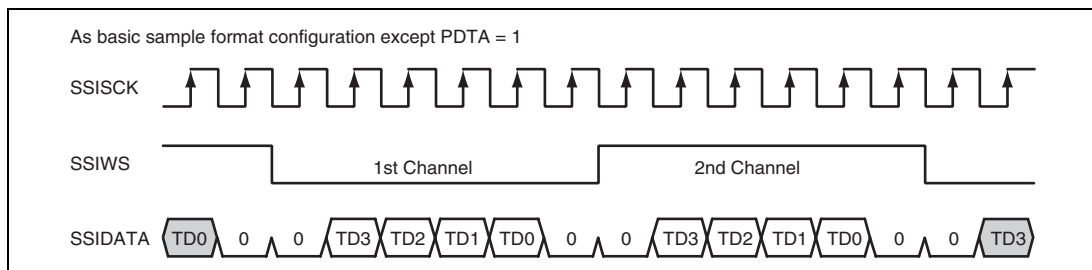 As basic sample format configuration except PDTA = 1
SSISCK
SSIWS 1st Channel 2nd Channel
SSIDATA TD0 0 0 TD3 TD2 TD1 TD0 0 0 TD3 TD2 TD1 TD0 0 0 TD3